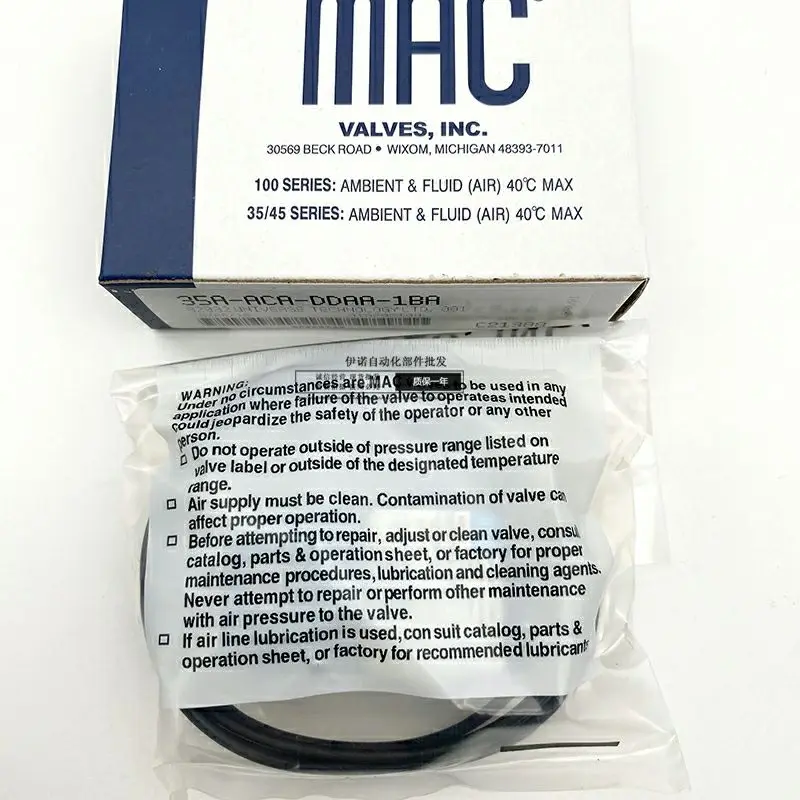 MAC
VALVES, INC.
30569 BECK ROAD • WIXOM, MICHIGAN 48393-7011
100 SERIES: AMBIENT & FLUID (AIR) 40℃ MAX
35/45 SERIES: AMBIENT & FLUID (AIR) 40℃ MAX
35A-ACA-DDAA-1BA
TECHNOLOGY LTD. 001
伊诺自动化部件批发
质保一年
WARNING:
Under no circumstances are MAC to be used in any
application where failure of the valve to operateas intended
could jeopardize the safety of the operator or any other
person.
□ Do not operate outside of pressure range listed on
valve label or outside of the designated temperature
range.
□ Air supply must be clean. Contamination of valve can
affect proper operation.
□ Before attempting to repair, adjust or clean valve, consul
catalog, parts & operation sheet, or factory for proper
maintenance procedures, lubrication and cleaning agents.
Never attempt to repair or perform ofher maintenance
with air pressure to the valve.
□ If air line lubrication is used, con suit catalog, parts &
operation sheet, or factory for recommended lubricant